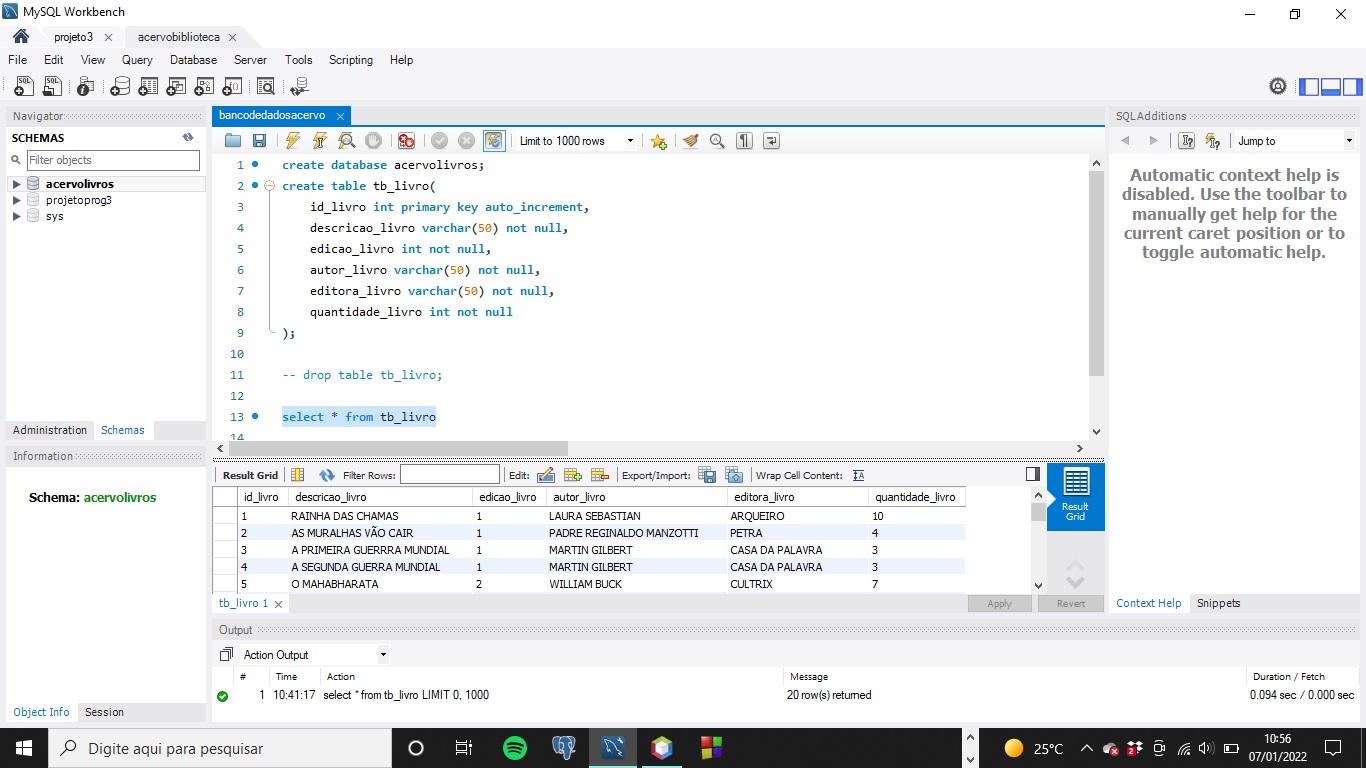 MySQL Workbench
projeto3
acervobiblioteca
File Edit View Query Database Server Tools Scripting Help
Navigator
SCHEMAS
Filter objects
acervolivros
projetoprog3
sys
Administration Schemas
Information
Schema: acervolivros
Object Info Session
bancodedadosacervo
Limit to 1000 rows
1 create database acervolivros;
2 create table tb_livro(
3 id_livro int primary key auto_increment,
4 descricao_livro varchar(50) not null,
5 edicao_livro int not null,
6 autor_livro varchar(50) not null,
7 editora_livro varchar(50) not null,
8 quantidade_livro int not null
9 );
10
11 -- drop table tb_livro;
12
13 select * from tb_livro
14
Result Grid Filter Rows: Edit: Export/Import: Wrap Cell Content:
id_livro descricao_livro edicao_livro autor_livro editora_livro quantidade_livro
1 RAINHA DAS CHAMAS 1 LAURA SEBASTIAN ARQUEIRO 10
2 AS MURALHAS VÃO CAIR 1 PADRE REGINALDO MANZOTTI PETRA 4
3 A PRIMEIRA GUERRRA MUNDIAL 1 MARTIN GILBERT CASA DA PALAVRA 3
4 A SEGUNDA GUERRA MUNDIAL 1 MARTIN GILBERT CASA DA PALAVRA 3
5 O MAHABHARATA 2 WILLIAM BUCK CULTRIX 7
Result
Grid
tb_livro 1
Apply Revert
SQLAdditions
Jump to
Automatic context help is
disabled. Use the toolbar to
manually get help for the
current caret position or to
toggle automatic help.
Context Help Snippets
Output
Action Output
# Time Action Message Duration / Fetch
1 10:41:17 select * from tb_livro LIMIT 0, 1000 20 row(s) returned 0.094 sec / 0.000 sec
Digite aqui para pesquisar
25°C
10:56
07/01/2022